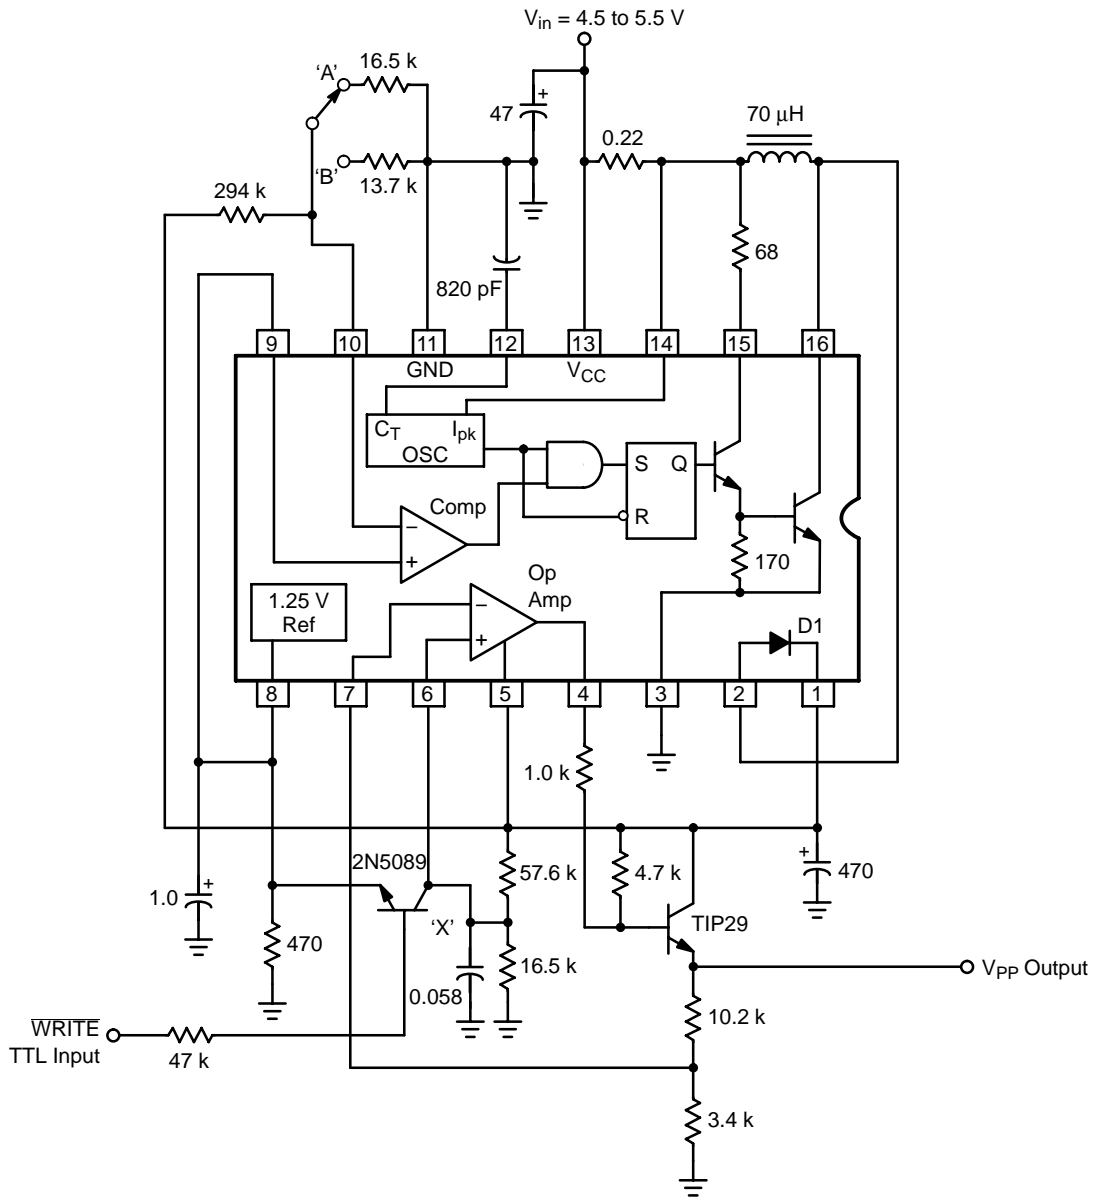 V_in = 4.5 to 5.5 V
‘A’
16.5 k
47
+
0.22
70 μH
‘B’
13.7 k
294 k
68
820 pF
9
10
11
12
13
14
15
16
GND
V_CC
C_T
I_pk
OSC
S
Q
R
Comp
−
+
170
Op
Amp
−
+
1.25 V
Ref
D1
8
7
6
5
4
3
2
1
1.0 k
2N5089
57.6 k
4.7 k
+
470
+
1.0
‘X’
TIP29
470
16.5 k
V_PP Output
0.058
10.2 k
WRITE
TTL Input
47 k
3.4 k